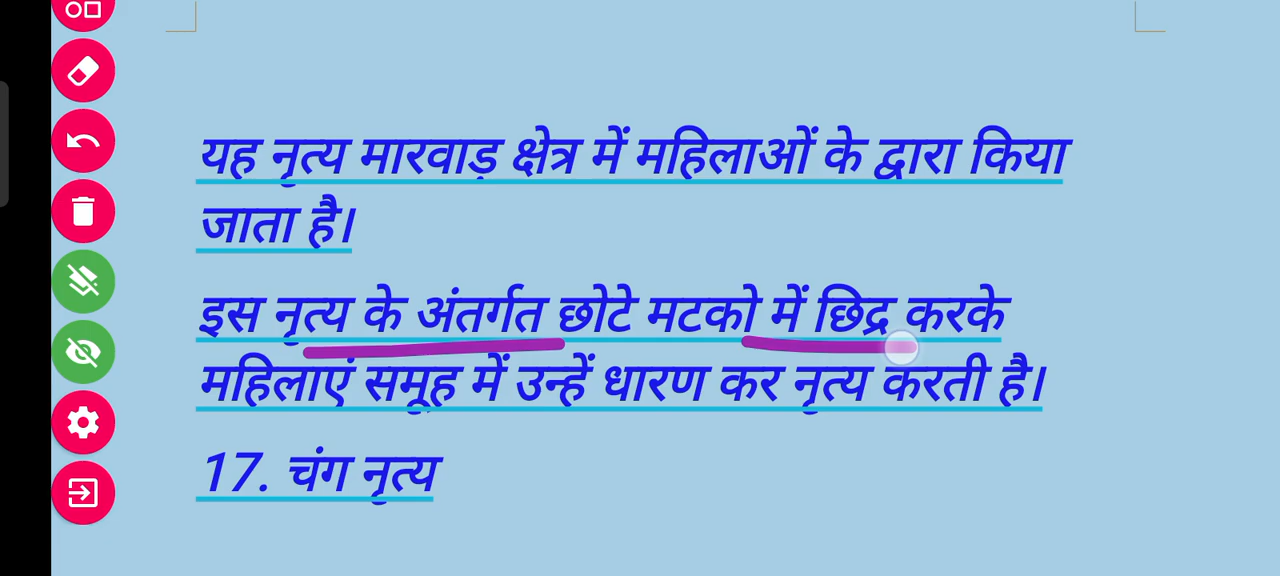 यह नृत्य मारवाड़ क्षेत्र में महिलाओं के द्वारा किया
जाता है।
इस नृत्य के अंतर्गत छोटे मटको में छिद्र करके
महिलाएं समूह में उन्हें धारण कर नृत्य करती है।
17. चंग नृत्य